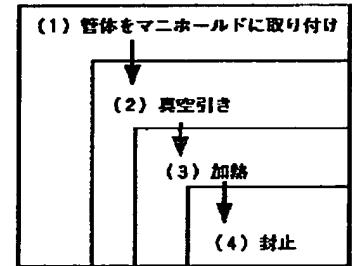 (1) 管体をマニホールドに取り付け
(2) 真空引き
(3) 加熱
(4) 封止